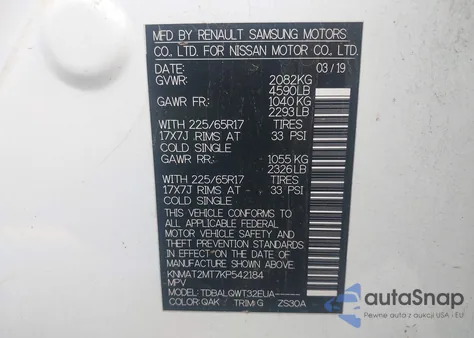 MFD BY RENAULT SAMSUNG MOTORS
CO., LTD. FOR NISSAN MOTOR CO., LTD.
DATE: 03/19
GVWR: 2082KG
4590LB
GAWR FR: 1040 KG
2293LB
WITH 225/65R17 TIRES
17X7J RIMS AT 33 PSI
COLD SINGLE
GAWR RR: 1055 KG
2326LB
WITH 225/65R17 TIRES
17X7J RIMS AT - 33 PSI
COLD SINGLE
THIS VEHICLE CONFORMS TO
ALL APPLICABLE FEDERAL
MOTOR VEHICLE SAFETY AND
THEFT PREVENTION STANDARDS
IN EFFECT ON THE DATE OF
MANUFACTURE SHOWN ABOVE.
KNMAT2MT7KP542184
MPV
MODEL: TDBALQWT32EUA-----
COLOR: QAK TRIM: G ZS30A
autoSnap
Pewne auta z aukcji USA i EU